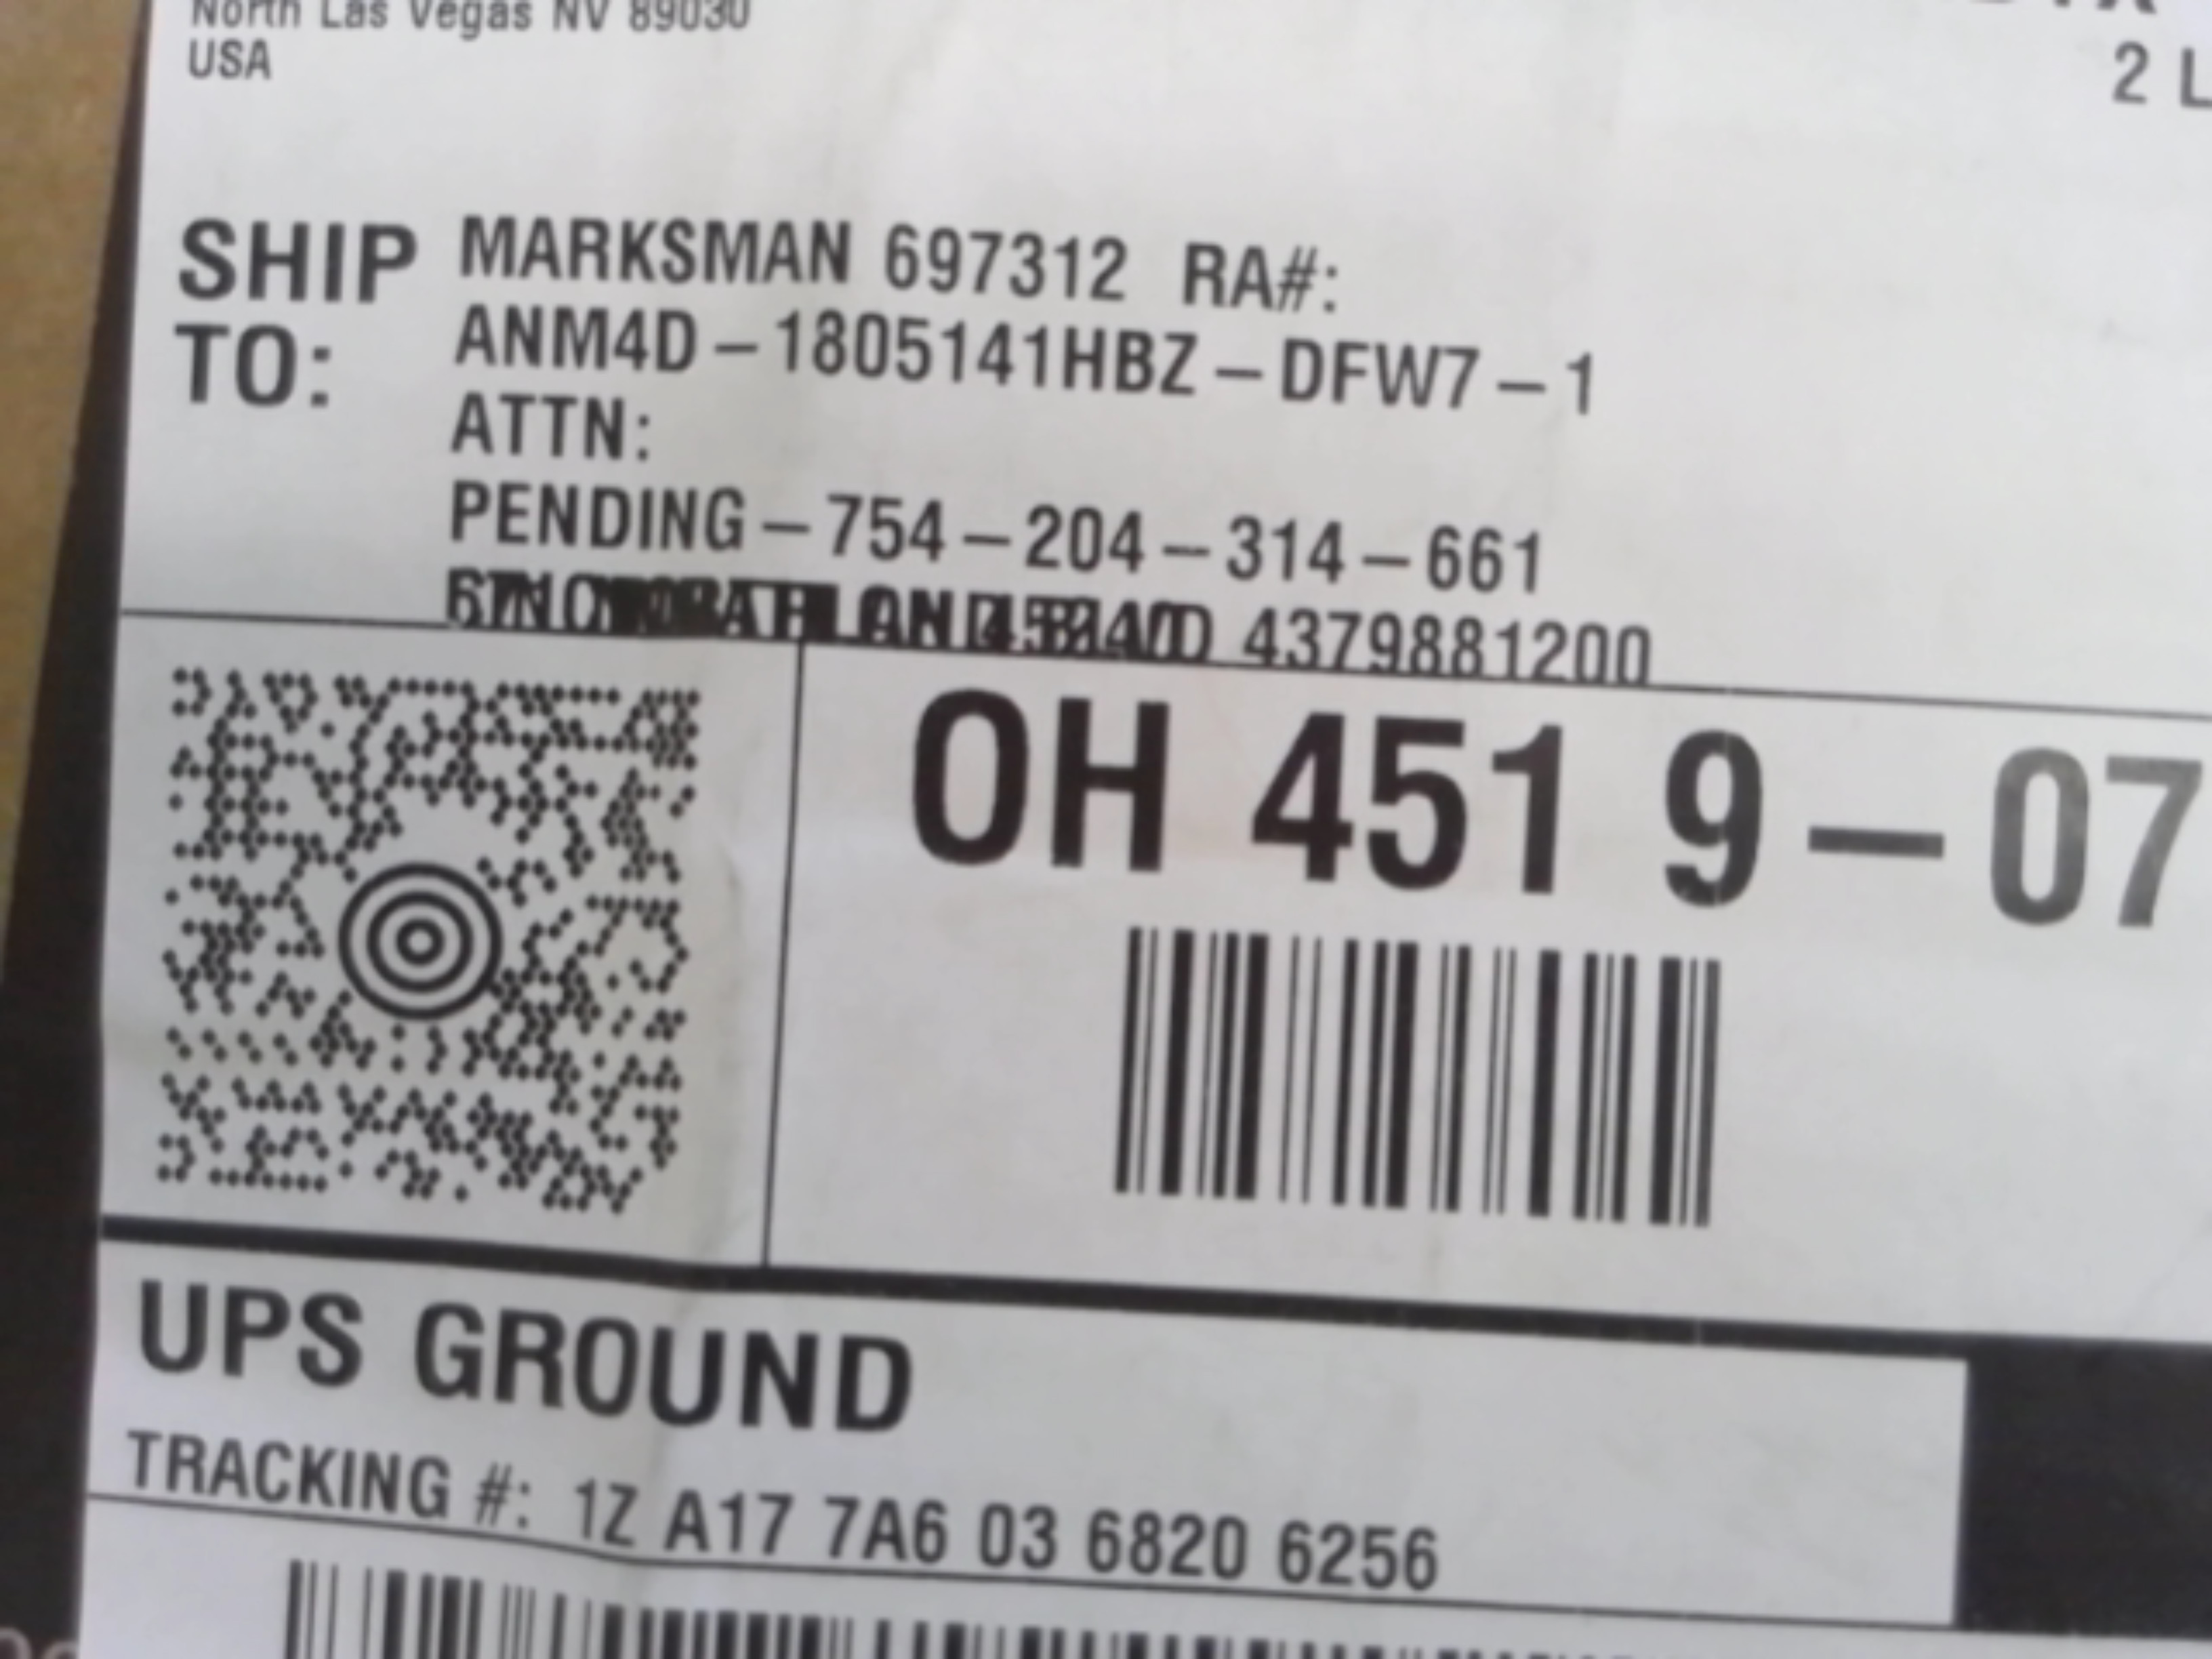 North Las Vegas NV 89030
USA
2 L
SHIP TO:
MARKSMAN 697312 RA#:
ANM4D-1805141HBZ-DFW7-1
ATTN:
PENDING-754-204-314-661
4379881200
OH 451 9-07
UPS GROUND
TRACKING #: 1Z A17 7A6 03 6820 6256